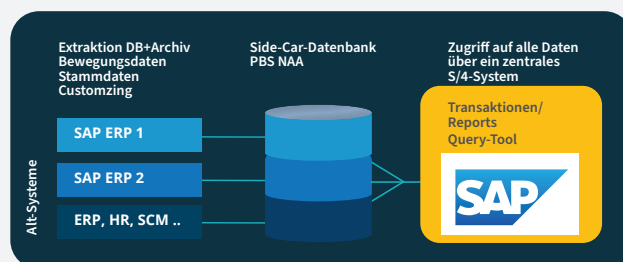 Extraktion DB+Archiv
Bewegungsdaten
Stammdaten
Customzing
Side-Car-Datenbank
PBS NAA
Zugriff auf alle Daten
über ein zentrales
S/4-System
Alt-Systeme
SAP ERP 1
SAP ERP 2
ERP, HR, SCM ..
Transaktionen/
Reports
Query-Tool
SAP